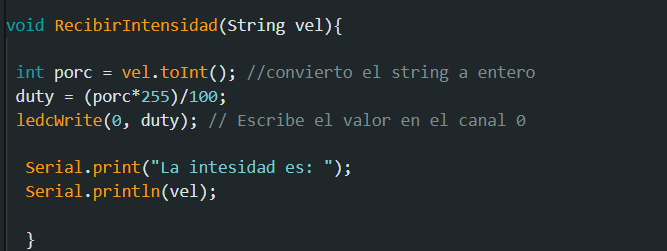 void RecibirIntensidad(String vel){
int porc = vel.toInt(); //convierto el string a entero
duty = (porc*255)/100;
ledcWrite(0, duty); // Escribe el valor en el canal 0
Serial.print("La intesidad es: ");
Serial.println(vel);
}